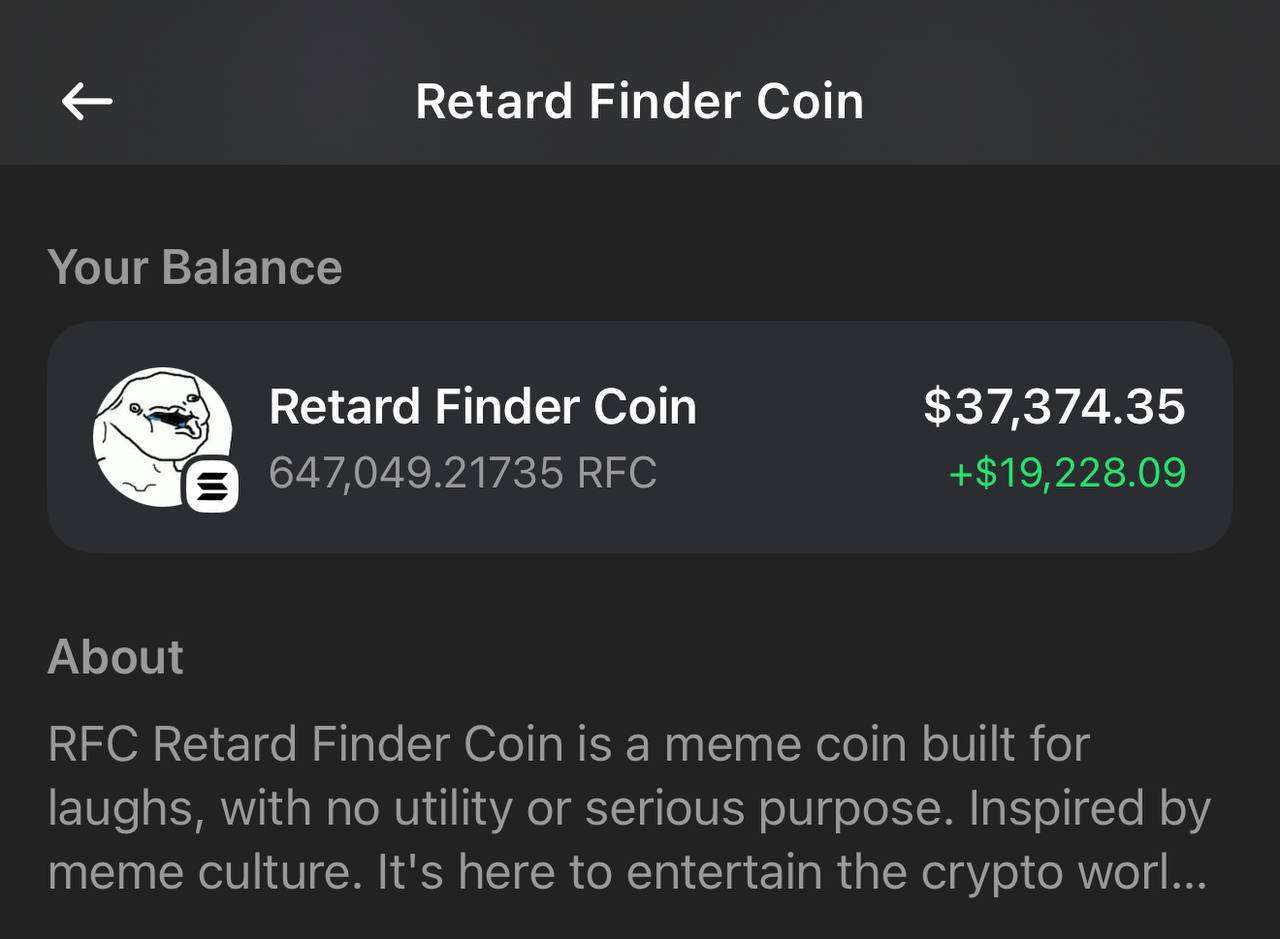 Retard Finder Coin
Your Balance
Retard Finder Coin
$37,374.35
647,049.21735 RFC
+$19,228.09
About
RFC Retard Finder Coin is a meme coin built for
laughs, with no utility or serious purpose. Inspired by
meme culture. It's here to entertain the crypto worl...